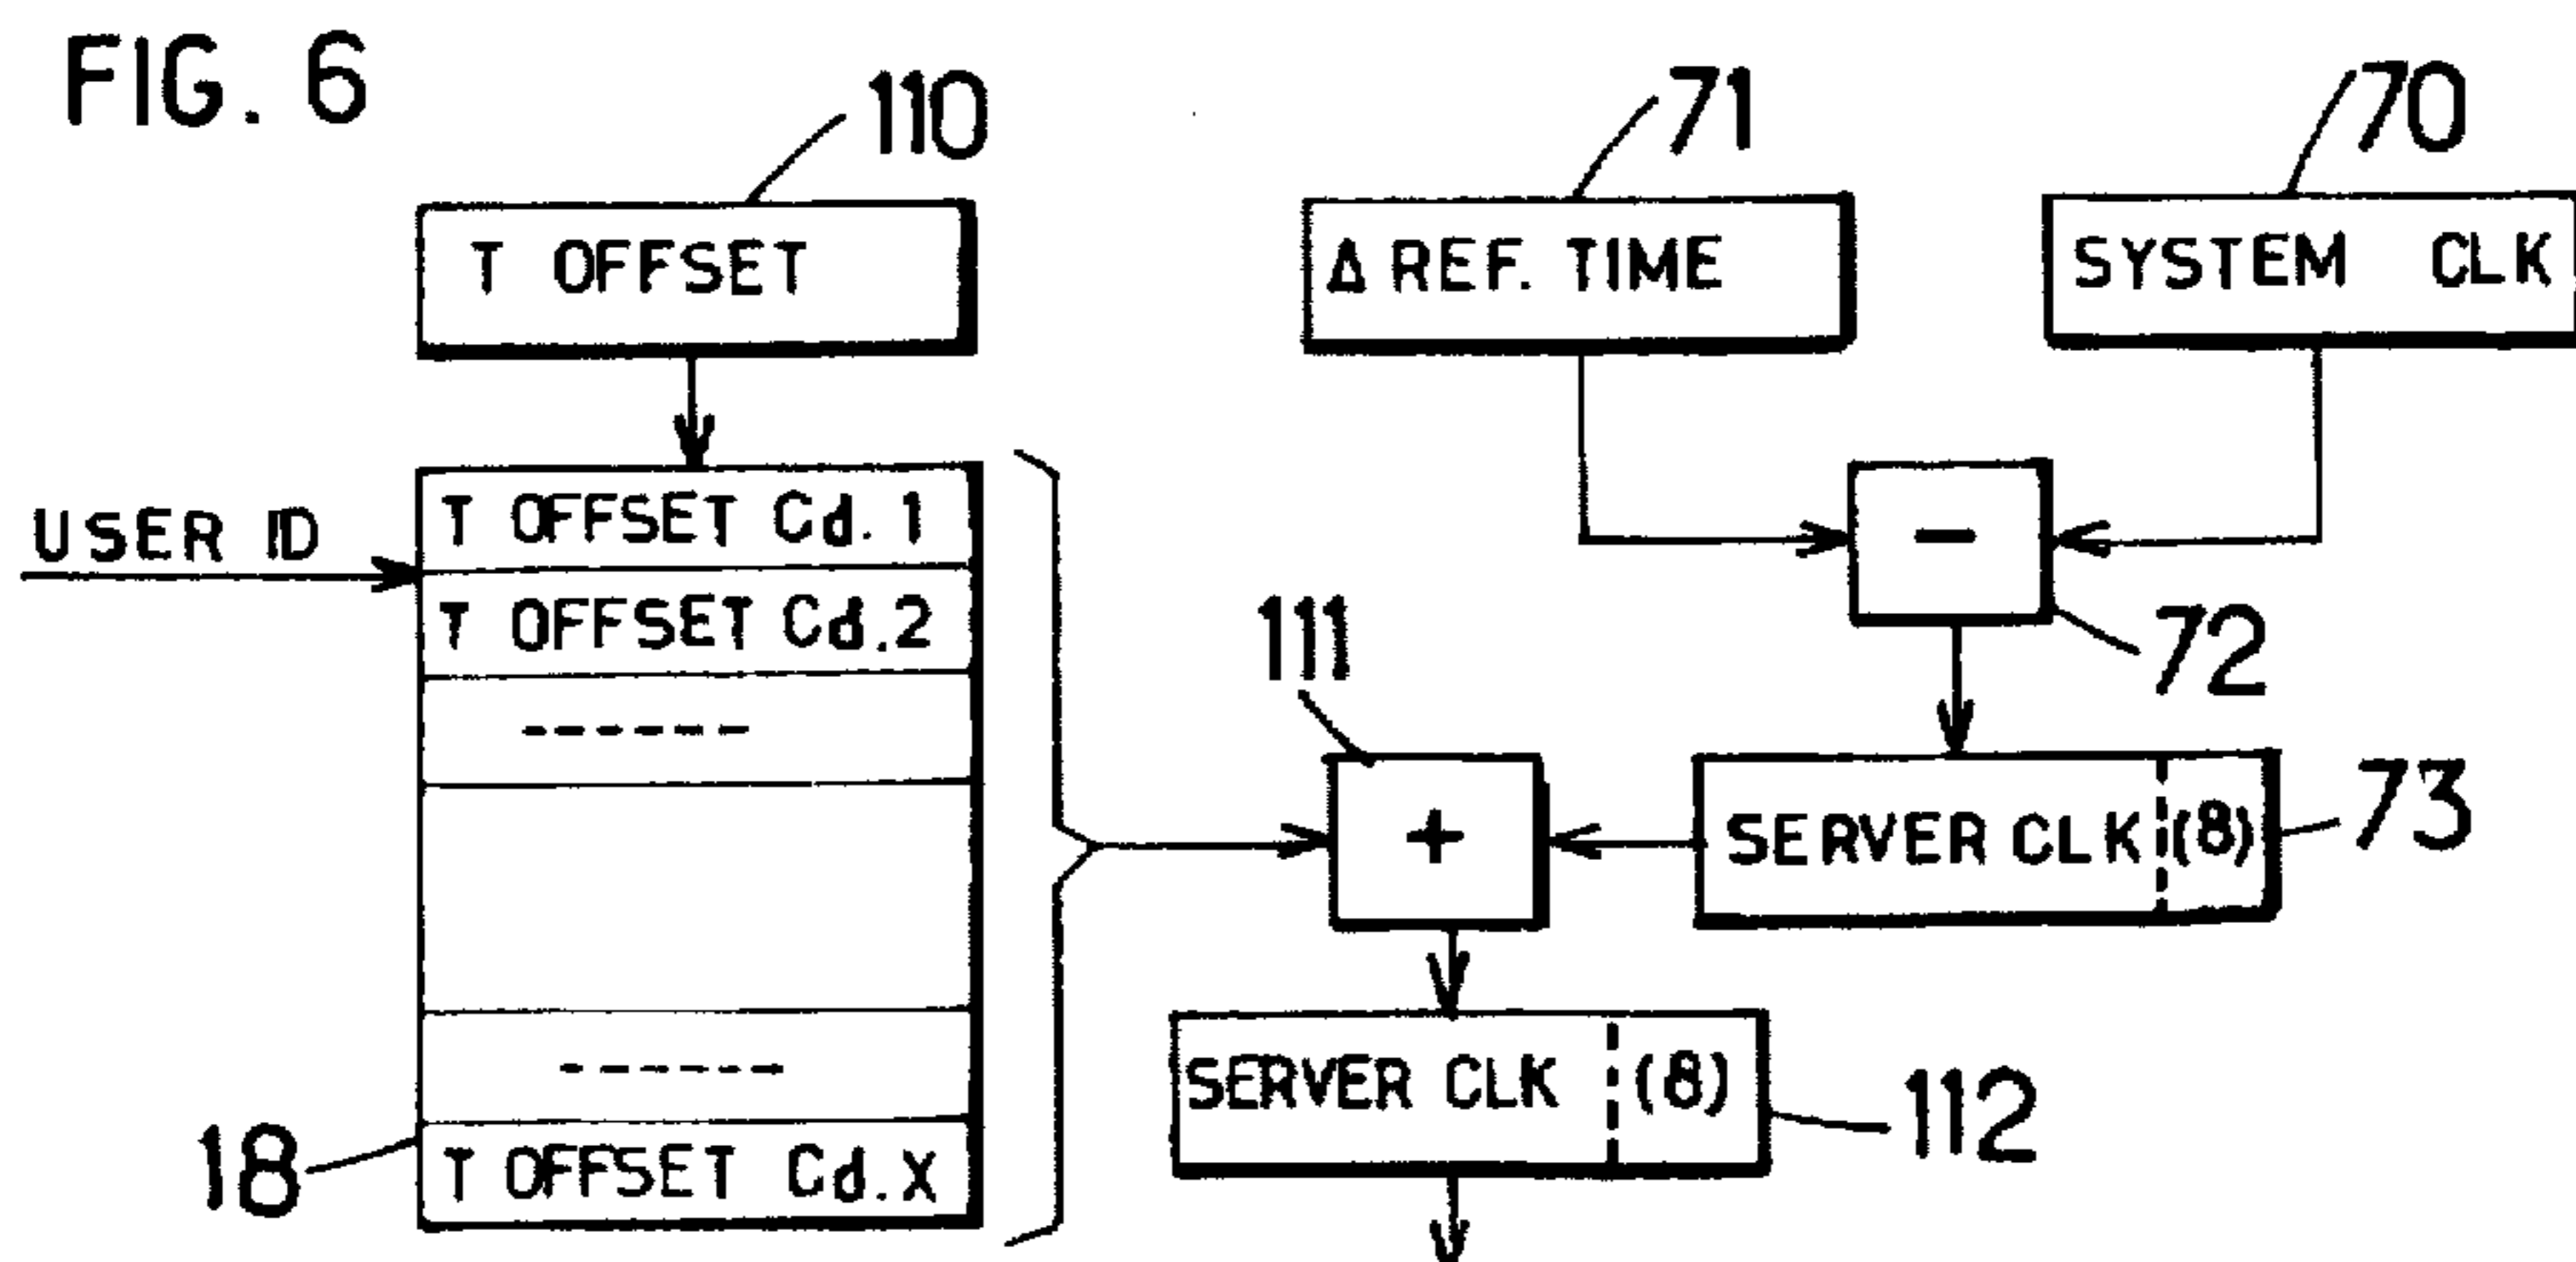 FIG. 6
110
71
70
T OFFSET
Δ REF. TIME
SYSTEM CLK
USER ID
T OFFSET Cd. 1
T OFFSET Cd.2
-
72
111
+
SERVER CLK (8)
73
SERVER CLK (8)
112
18
T OFFSET Cd.X